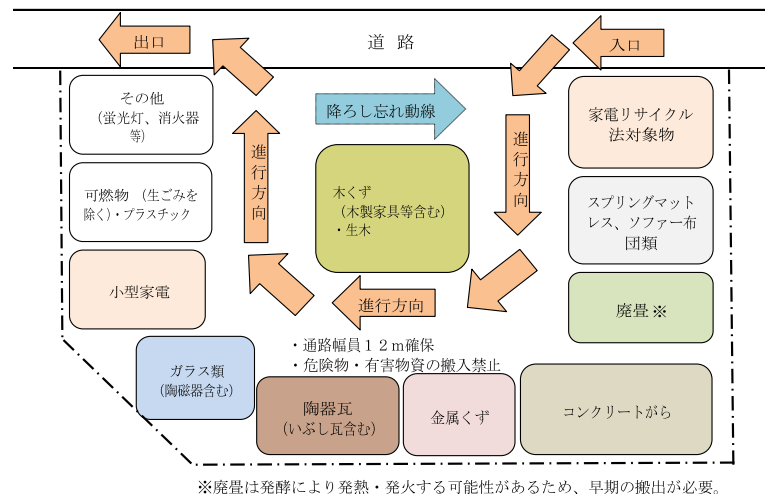 出口
道 路
入口
その他
(蛍光灯、消火器
等)
降ろし忘れ動線
家電リサイクル
法対象物
進行方向
進行方向
可燃物 (生ごみを
除く)・プラスチック
木くず
(木製家具等含む)
・生木
スプリングマット
レス、ソファー布
団類
小型家電
進行方向
廃畳※
・通路幅員12m確保
・危険物・有害物資の搬入禁止
ガラス類
(陶磁器含む)
陶器瓦
(いぶし瓦含む)
金属くず
コンクリートがら
※廃畳は発酵により発熱・発火する可能性があるため、早期の搬出が必要。